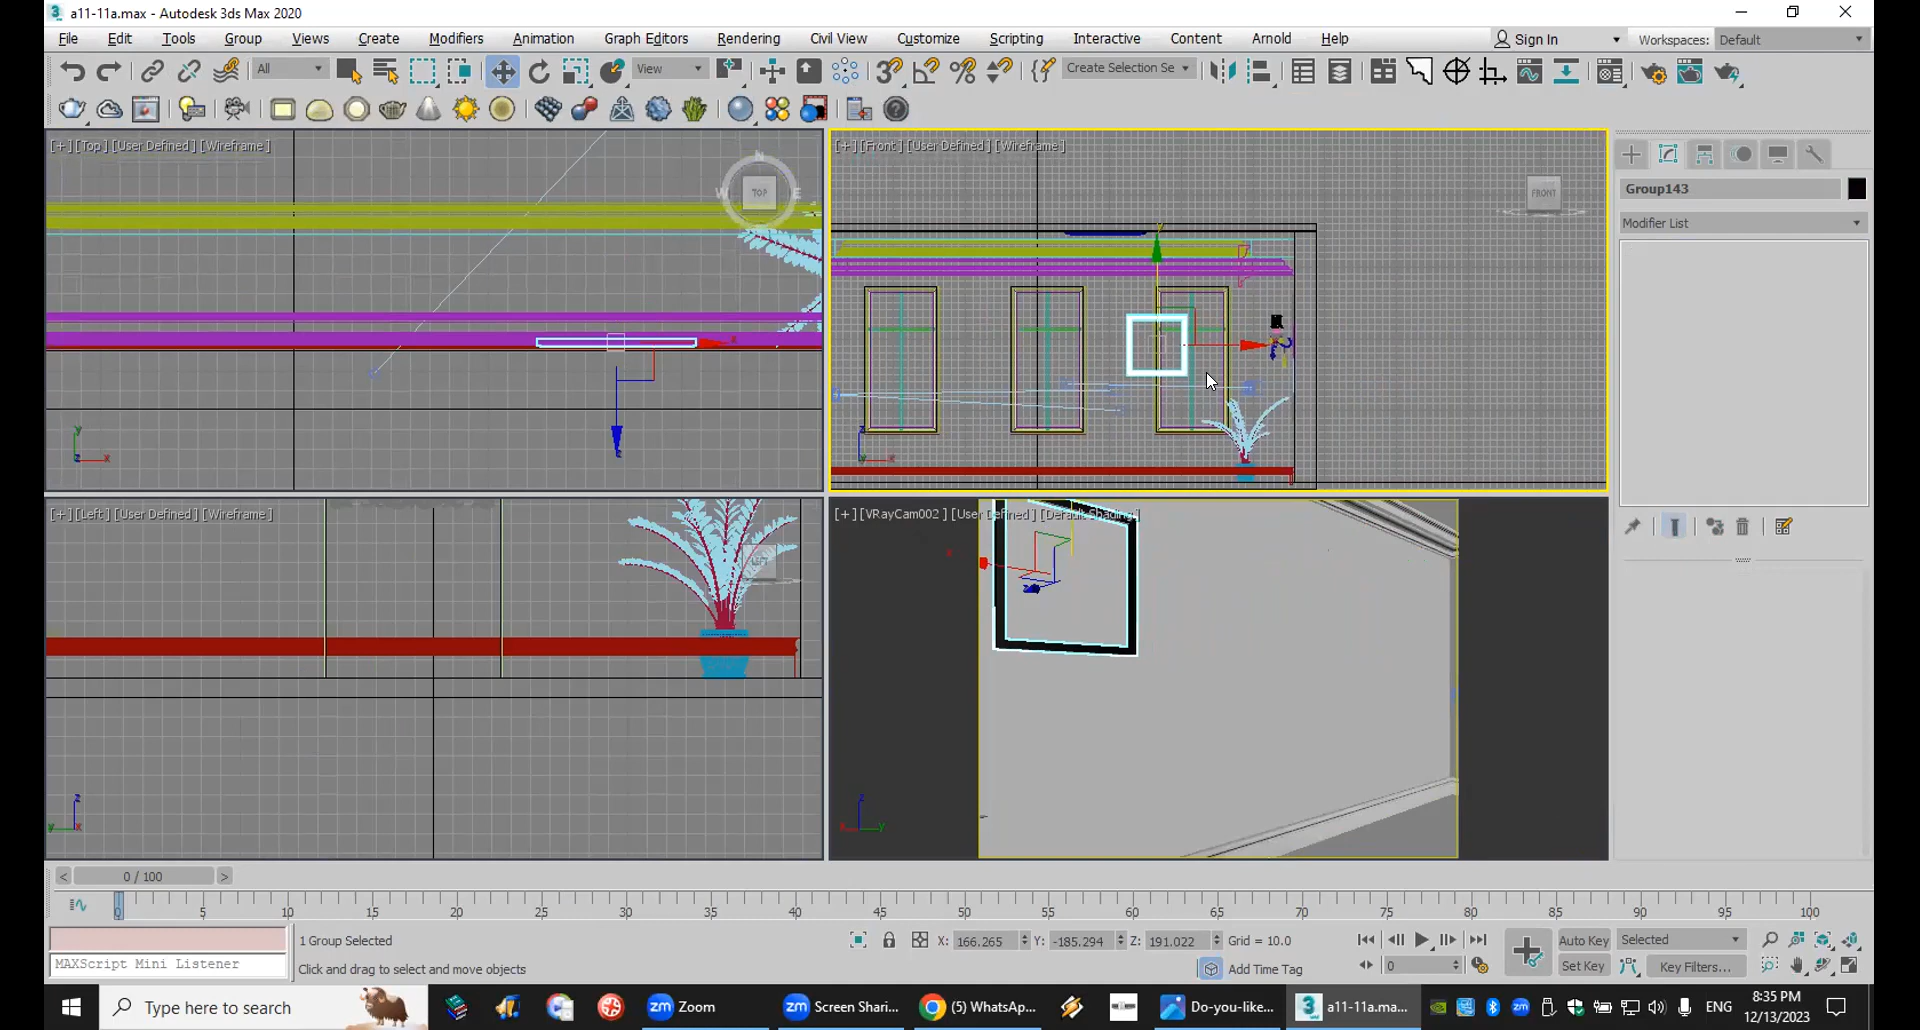 a11-11a.max - Autodesk 3ds Max 2020
File Edit Tools Group Views Create Modifiers Animation Graph Editors Rendering Civil View Customize Scripting Interactive Content Arnold Help
Sign In Workspaces: Default
All View Create Selection Se
[+] [Top] [User Defined] [Wireframe]
N
W TOP E
[+] [Front] [User Defined] [Wireframe]
FRONT
Group143
Modifier List
[+] [Left] [User Defined] [Wireframe]
[+] [VRayCam002] [User Defined] [Default Shading]
< 0 / 100 >
0 5 10 15 20 25 30 35 40 45 50 55 60 65 70 75 80 85 90 95 100
1 Group Selected
X: 166.265 Y: -185.294 Z: 191.022 Grid = 10.0
Auto Key Selected
MAXScript Mini Listener
Click and drag to select and move objects
Add Time Tag
0
Set Key Key Filters...
Type here to search
Zoom
Screen Shari...
(5) WhatsAp...
Do-you-like...
a11-11a.ma...
ENG
8:35 PM
12/13/2023